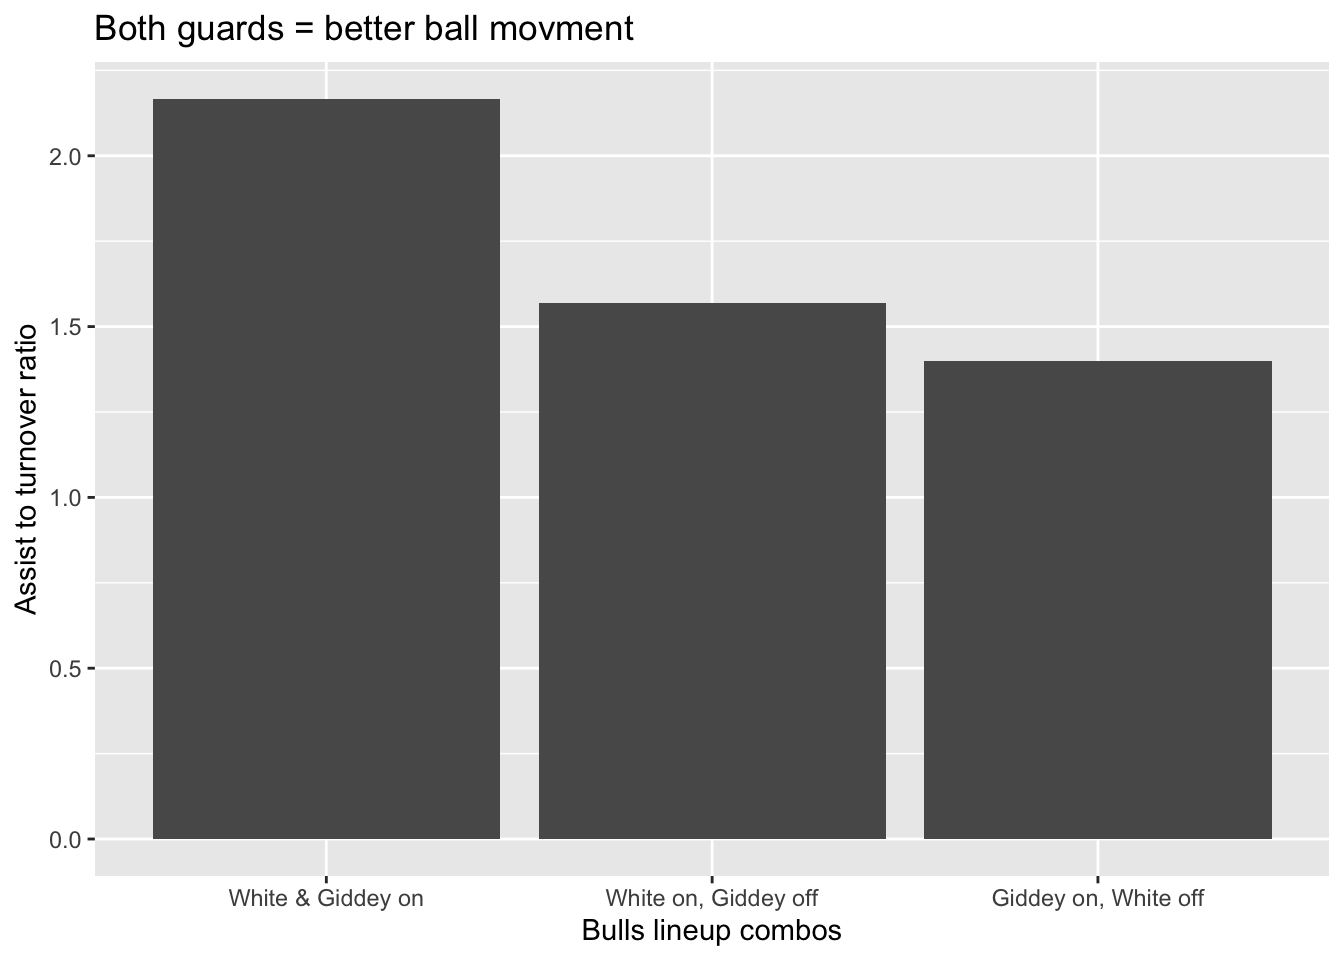 Both guards = better ball movment
Assist to turnover ratio
2.0
1.5
1.0
0.5
0.0
White & Giddey on
White on, Giddey off
Giddey on, White off
Bulls lineup combos